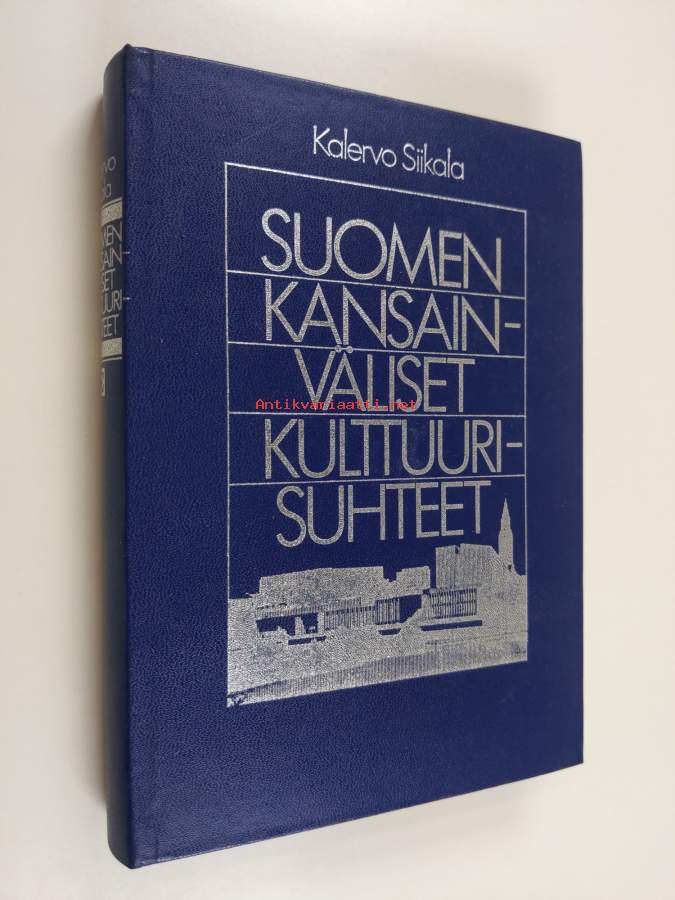 Kalervo Siikala
SUOMEN
KANSAIN-
VÄLISET
Antikvariaatti.net
KULTTUURI-
SUHTEET